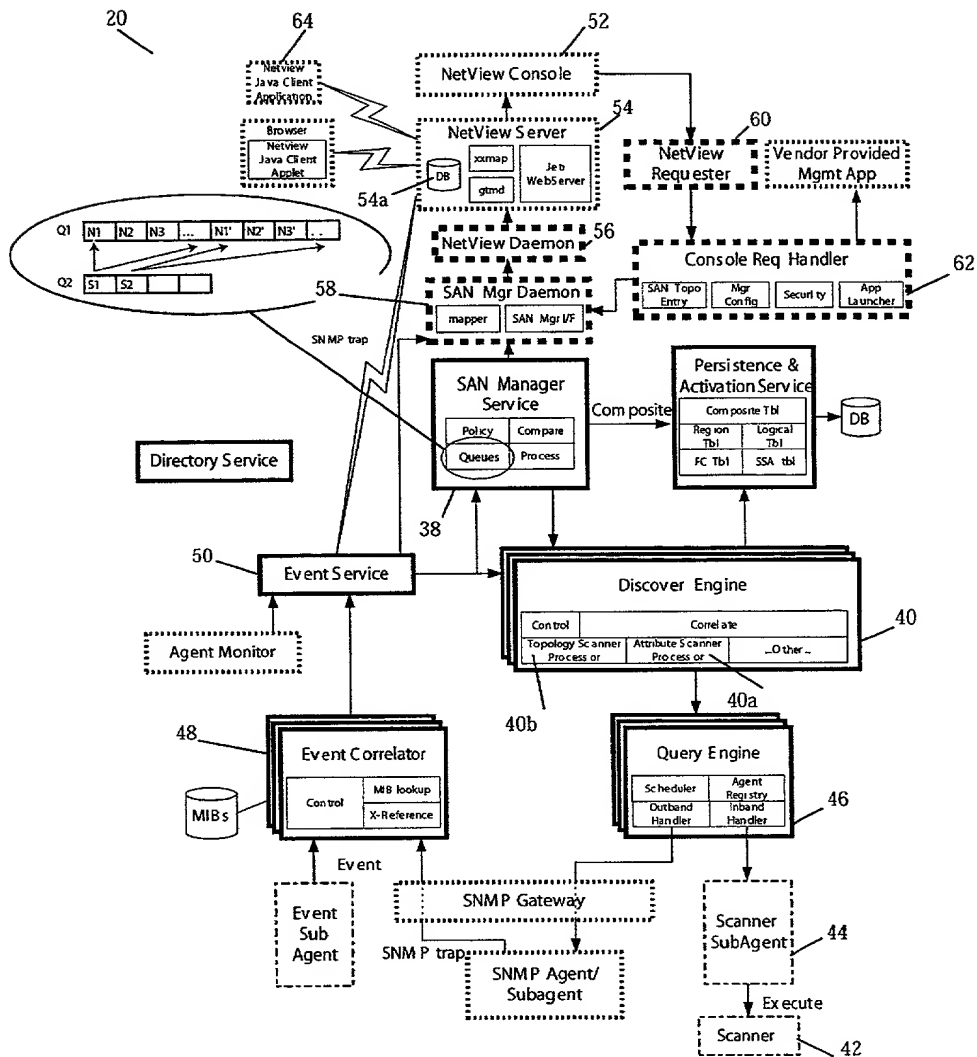 20
64
52
Netview
Java Client
Application
NetView Console
54
Browser
Netview
Java Client
Applet
NetView Server
DB
xxmap
gtmd
Jeb
WebServer
54a
60
NetView
Requester
Vendor Provided
Mgmt App
Q1
N1
N2
N3
...
N1'
N2'
N3'
..
Q2
S1
S2
NetView Daemon
56
Console Req Handler
SAN Topo
Entry
Mgr
Config
Security
App
Launcher
62
58
SAN Mgr Daemon
mapper
SAN Mgr I/F
SNMP trap
SAN Manager
Service
Policy
Compare
Queues
Process
38
Composite
Persistence &
Activation Service
Composite Tbl
Region
Tbl
Logical
Tbl
FC Tbl
SSA tbl
DB
Directory Service
50
Event Service
Agent Monitor
Discover Engine
Control
Correlate
Topology Scanner
Process or
Attribute Scanner
Process or
...Other...
40
40b
40a
48
Event Correlator
Control
MIB lookup
X-Reference
MIBs
Query Engine
Scheduler
Agent
Registry
Outband
Handler
Inband
Handler
46
Event
Event
Sub
Agent
SNMP Gateway
SNMP trap
SNMP Agent/
Subagent
Scanner
SubAgent
44
Execute
Scanner
42